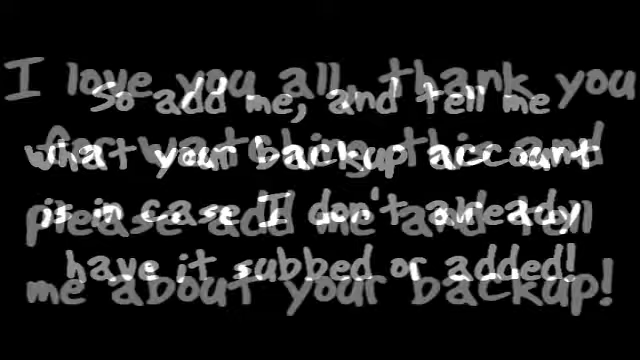 I love you all, thank you
for watching this and
please add me and tell
me about your backup!
So add me, and tell me
what your backup account
is in case I don't already
have it subbed or added!